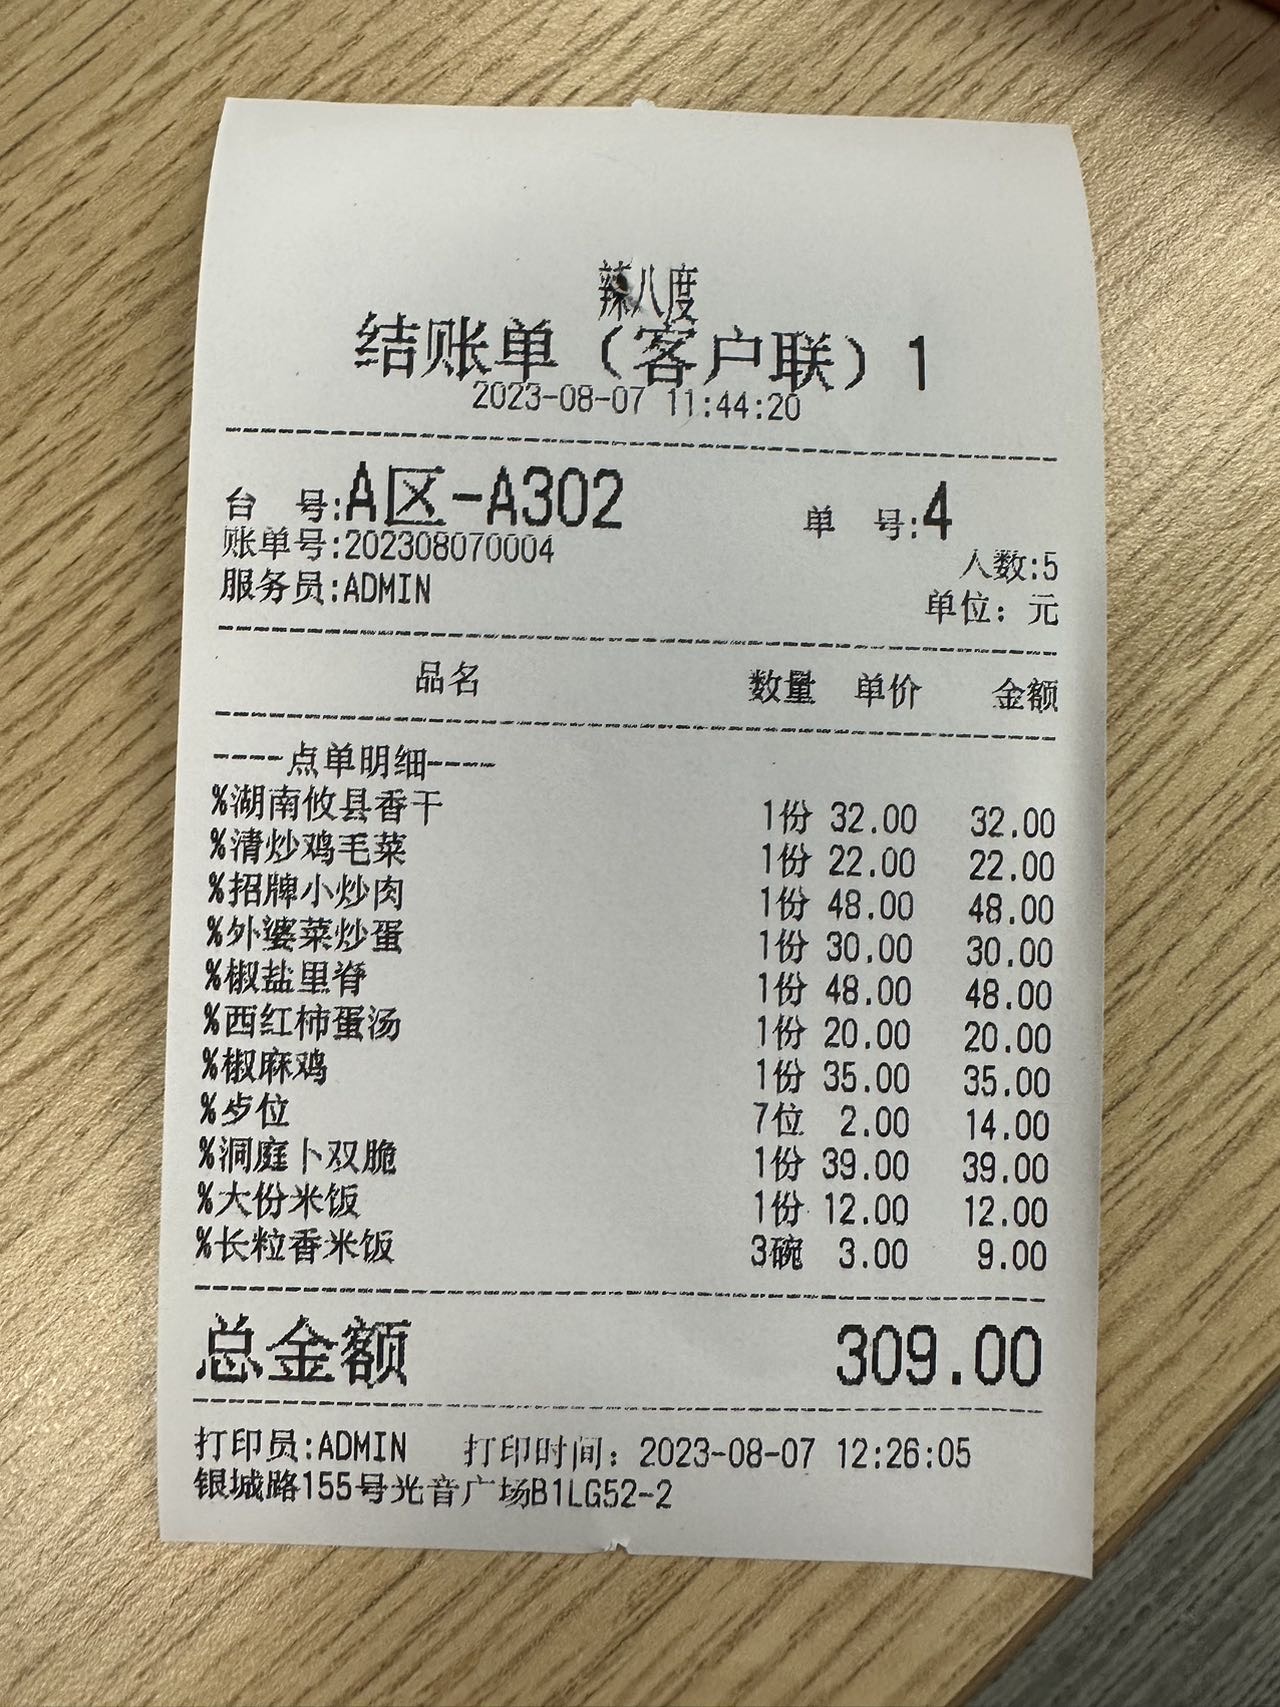 辣八度
结账单（客户联）1
2023-08-07 11:44:20
台 号:A区-A302 单 号:4
账单号:202308070004
人数:5
服务员:ADMIN
单位：元
品名 数量 单价 金额
----点单明细----
%湖南攸县香干 1份 32.00 32.00
%清炒鸡毛菜 1份 22.00 22.00
%招牌小炒肉 1份 48.00 48.00
%外婆菜炒蛋 1份 30.00 30.00
%椒盐里脊 1份 48.00 48.00
%西红柿蛋汤 1份 20.00 20.00
%椒麻鸡 1份 35.00 35.00
%歺位 7位 2.00 14.00
%洞庭卜双脆 1份 39.00 39.00
%大份米饭 1份 12.00 12.00
%长粒香米饭 3碗 3.00 9.00
总金额 309.00
打印员:ADMIN 打印时间：2023-08-07 12:26:05
银城路155号光音广场B1LG52-2